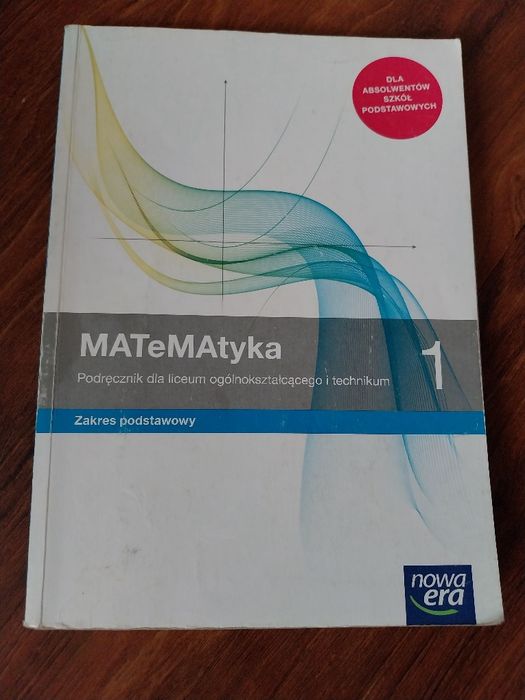 DLA
ABSOLWENTÓW
SZKÓŁ
PODSTAWOWYCH
MATeMAtyka
1
Podręcznik dla liceum ogólnokształcącego i technikum
Zakres podstawowy
nowa
era